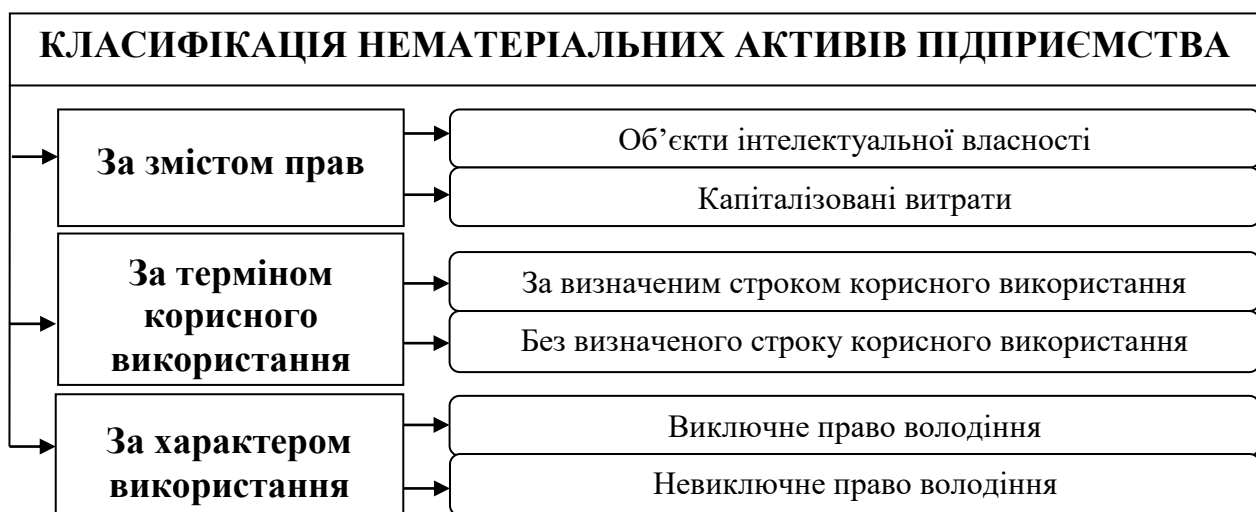 КЛАСИФІКАЦІЯ НЕМАТЕРІАЛЬНИХ АКТИВІВ ПІДПРИЄМСТВА
За змістом прав
Об’єкти інтелектуальної власності
Капіталізовані витрати
За терміном
корисного
використання
За визначеним строком корисного використання
Без визначеного строку корисного використання
За характером
використання
Виключне право володіння
Невиключне право володіння